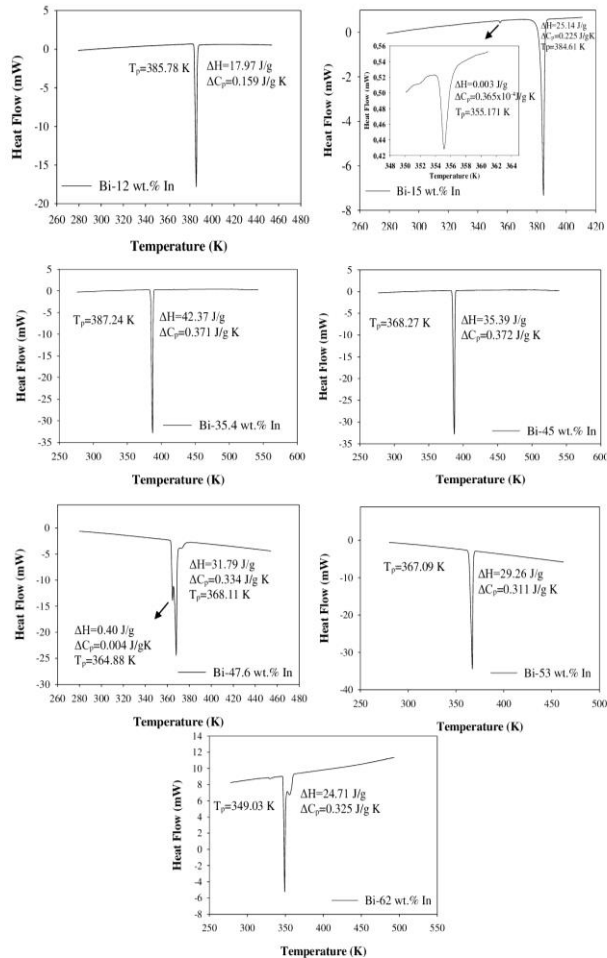 5
0
-5
-10
-15
-20
Heat Flow (mW)
Tp=385.78 K
ΔH=17.97 J/g
ΔCp=0.159 J/g K
Bi-12 wt.% In
240 260 280 300 320 340 360 380 400 420 440 460 480
Temperature (K)
0
-2
-4
-6
-8
Heat Flow (mW)
ΔH=25.14 J/g
ΔCp=0.225 J/gK
Tp=384.61 K
0,56
0,54
0,52
0,50
0,48
0,46
0,44
0,42
Heat Flow (mW)
ΔH=0.003 J/g
ΔCp=0.365x10⁻⁴J/g K
Tp=355.171 K
348 350 352 354 356 358 360 362 364
Temperature (K)
Bi-15 wt.% In
260 280 300 320 340 360 380 400 420
Temperature (K)
5
0
-5
-10
-15
-20
-25
-30
-35
Heat Flow (mW)
Tp=387.24 K
ΔH=42.37 J/g
ΔCp=0.371 J/g K
Bi-35.4 wt.% In
250 300 350 400 450 500 550 600
Temperature (K)
5
0
-5
-10
-15
-20
-25
-30
-35
Heat Flow (mW)
Tp=368.27 K
ΔH=35.39 J/g
ΔCp=0.372 J/g K
Bi-45 wt.% In
250 300 350 400 450 500 550 600
Temperature (K)
5
0
-5
-10
-15
-20
-25
-30
Heat Flow (mW)
ΔH=31.79 J/g
ΔCp=0.334 J/g K
Tp=368.11 K
ΔH=0.40 J/g
ΔCp=0.004 J/gK
Tp=364.88 K
Bi-47.6 wt.% In
260 280 300 320 340 360 380 400 420 440 460 480
Temperature (K)
10
0
-10
-20
-30
-40
Heat Flow (mW)
Tp=367.09 K
ΔH=29.26 J/g
ΔCp=0.311 J/g K
Bi-53 wt.% In
250 300 350 400 450 500
Temperature (K)
14
12
10
8
6
4
2
0
-2
-4
-6
-8
Heat Flow (mW)
Tp=349.03 K
ΔH=24.71 J/g
ΔCp=0.325 J/g K
Bi-62 wt.% In
250 300 350 400 450 500 550
Temperature (K)